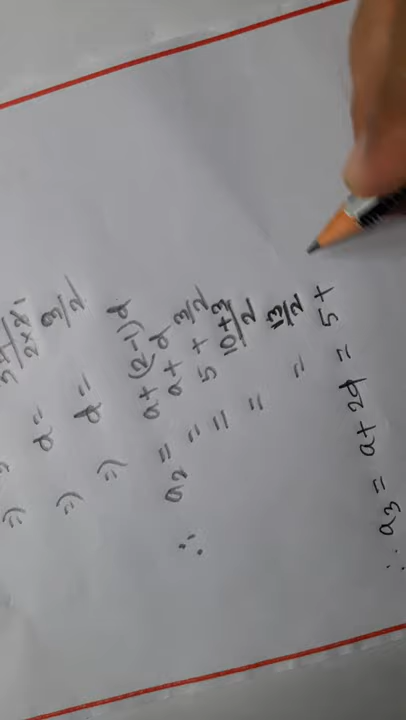 ⇒ d =
⇒ d = 3/2
⇒ 
∴ a₂ = a + (2-1)d
= a + d
= 5 + 3/2
= 10+3/2
= 13/2
∴ a₃ = a + 2d = 5 +